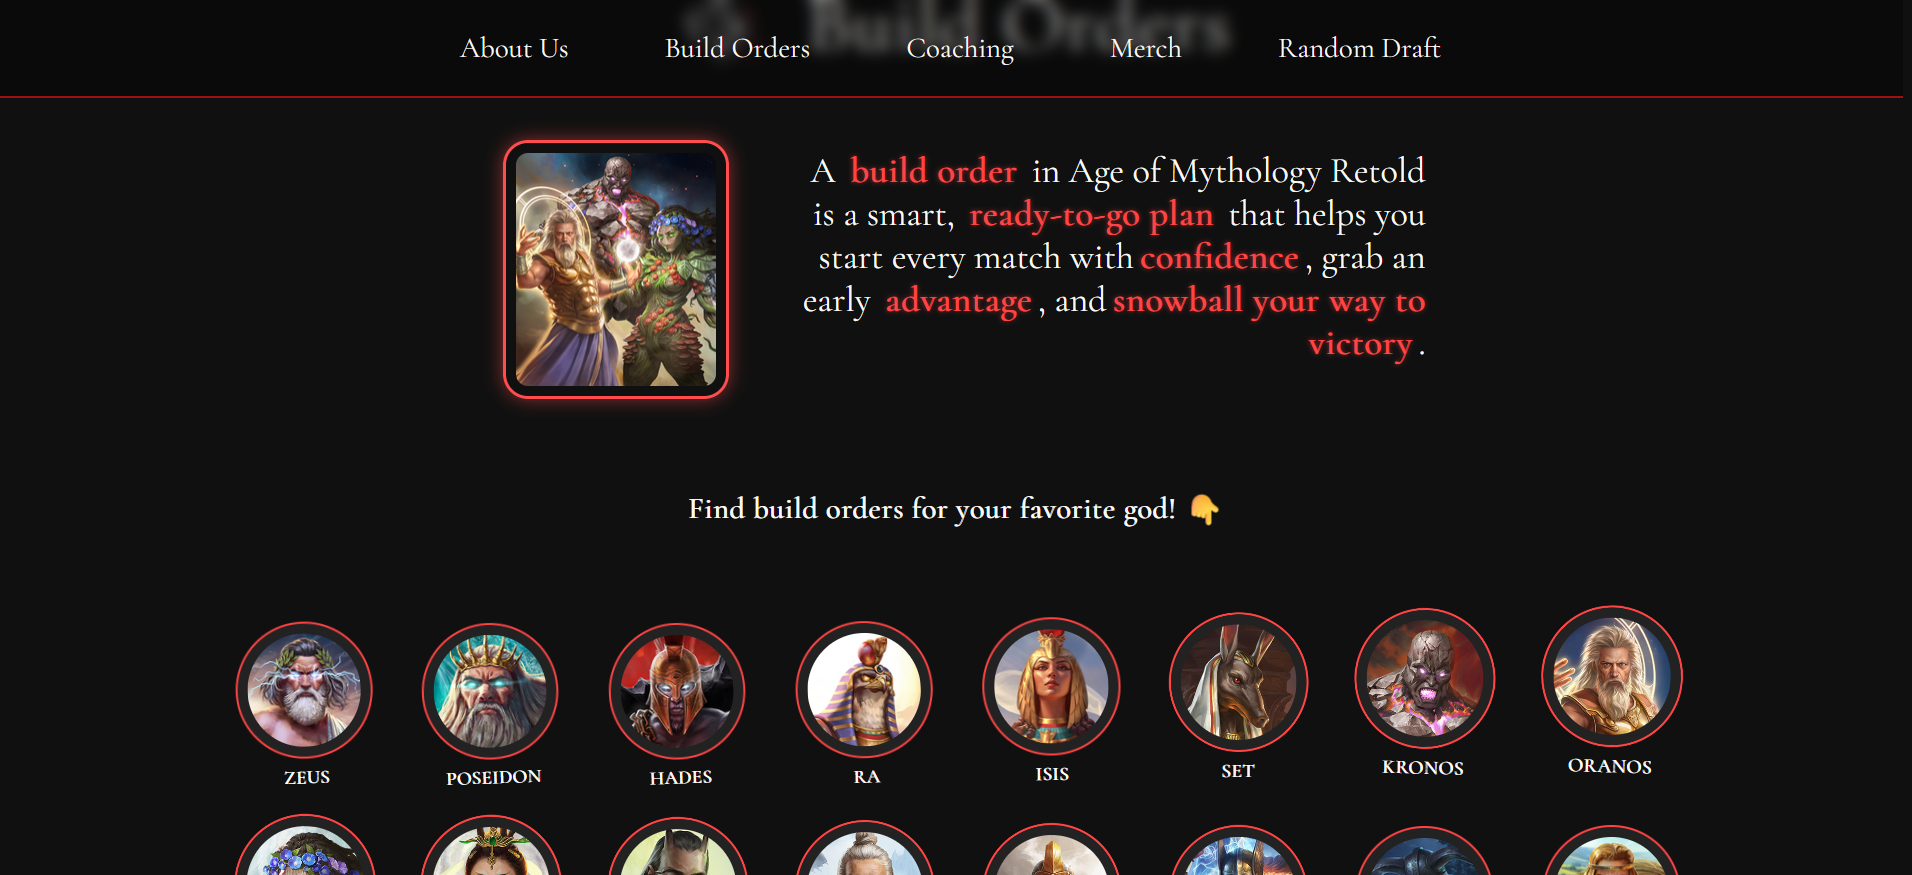 Build Orders
About Us Build Orders Coaching Merch Random Draft
A build order in Age of Mythology Retold
is a smart, ready-to-go plan that helps you
start every match with confidence, grab an
early advantage, and snowball your way to
victory.
Find build orders for your favorite god! 👇
ZEUS POSEIDON HADES RA ISIS SET KRONOS ORANOS